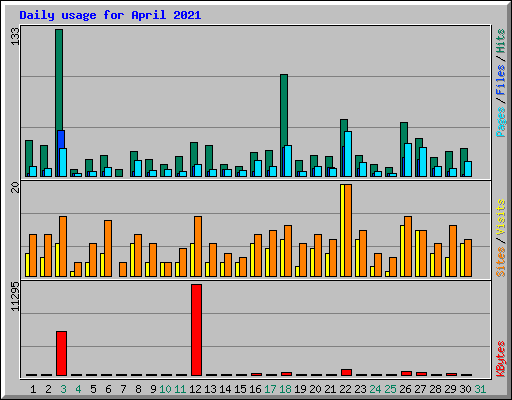 Daily usage for April 2021
133
Pages / Files / Hits
20
Sites / Visits
11295
KBytes
1 2 3 4 5 6 7 8 9 10 11 12 13 14 15 16 17 18 19 20 21 22 23 24 25 26 27 28 29 30 31